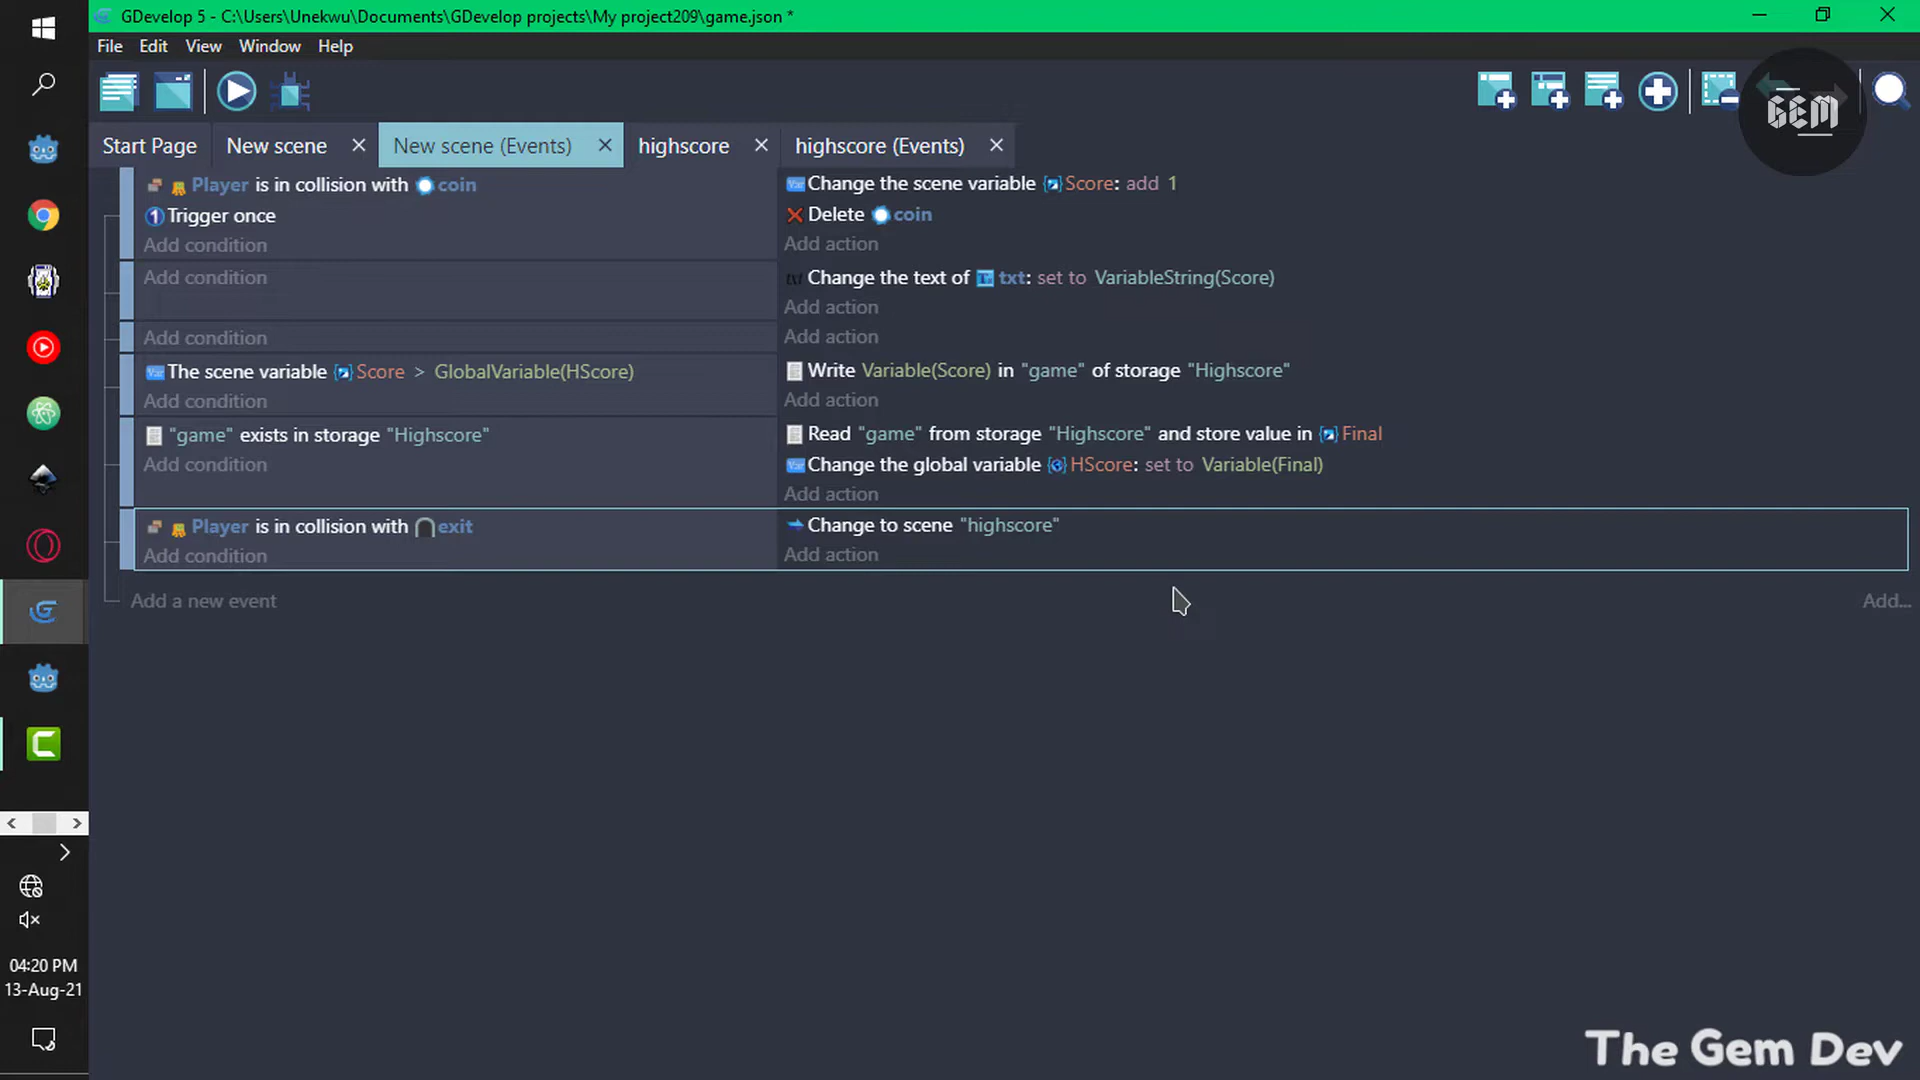 GDevelop 5 - C:\Users\Unekwu\Documents\GDevelop projects\My project209\game.json *
File Edit View Window Help
GEM
Start Page New scene New scene (Events) highscore highscore (Events)
Player is in collision with coin
Trigger once
Add condition
Change the scene variable Score: add 1
Delete coin
Add action
Add condition
Change the text of txt: set to VariableString(Score)
Add action
Add condition
Add action
The scene variable Score > GlobalVariable(HScore)
Add condition
Write Variable(Score) in "game" of storage "Highscore"
Add action
"game" exists in storage "Highscore"
Add condition
Read "game" from storage "Highscore" and store value in Final
Change the global variable HScore: set to Variable(Final)
Add action
Player is in collision with exit
Add condition
Change to scene "highscore"
Add action
Add a new event
Add...
04:20 PM
13-Aug-21
The Gem Dev